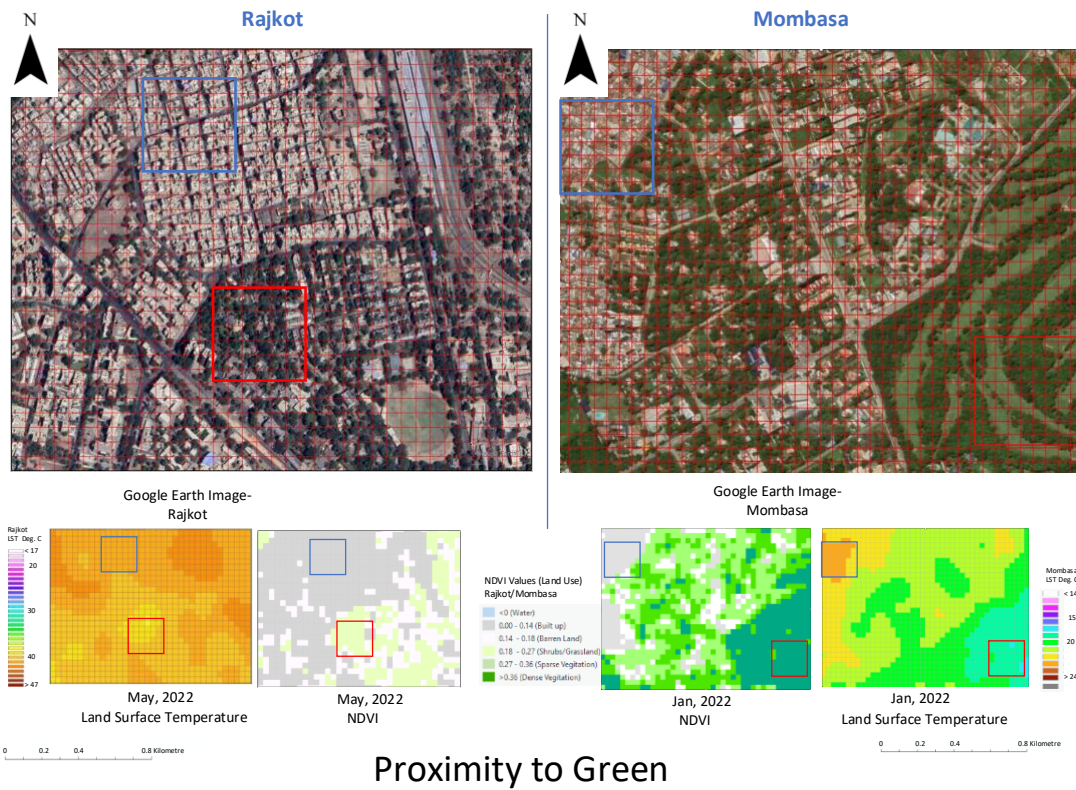 Rajkot
Mombasa
N
N
Google Earth Image-
Rajkot
Google Earth Image-
Mombasa
Rajkot
LST Deg. C
< 17
20
30
40
> 47
May, 2022
Land Surface Temperature
May, 2022
NDVI
NDVI Values (Land Use)
Rajkot/Mombasa
<0 (Water)
0.00 - 0.14 (Built up)
0.14 - 0.18 (Barren Land)
0.18 - 0.27 (Shrubs/Grassland)
0.27 - 0.36 (Sparse Vegitation)
>0.36 (Dense Vegitation)
Jan, 2022
NDVI
Jan, 2022
Land Surface Temperature
Mombasa
LST Deg. C
< 14
15
20
> 24
0 0.4 0.8 Kilometre
0 0.2 0.4 0.8 Kilometre
Proximity to Green